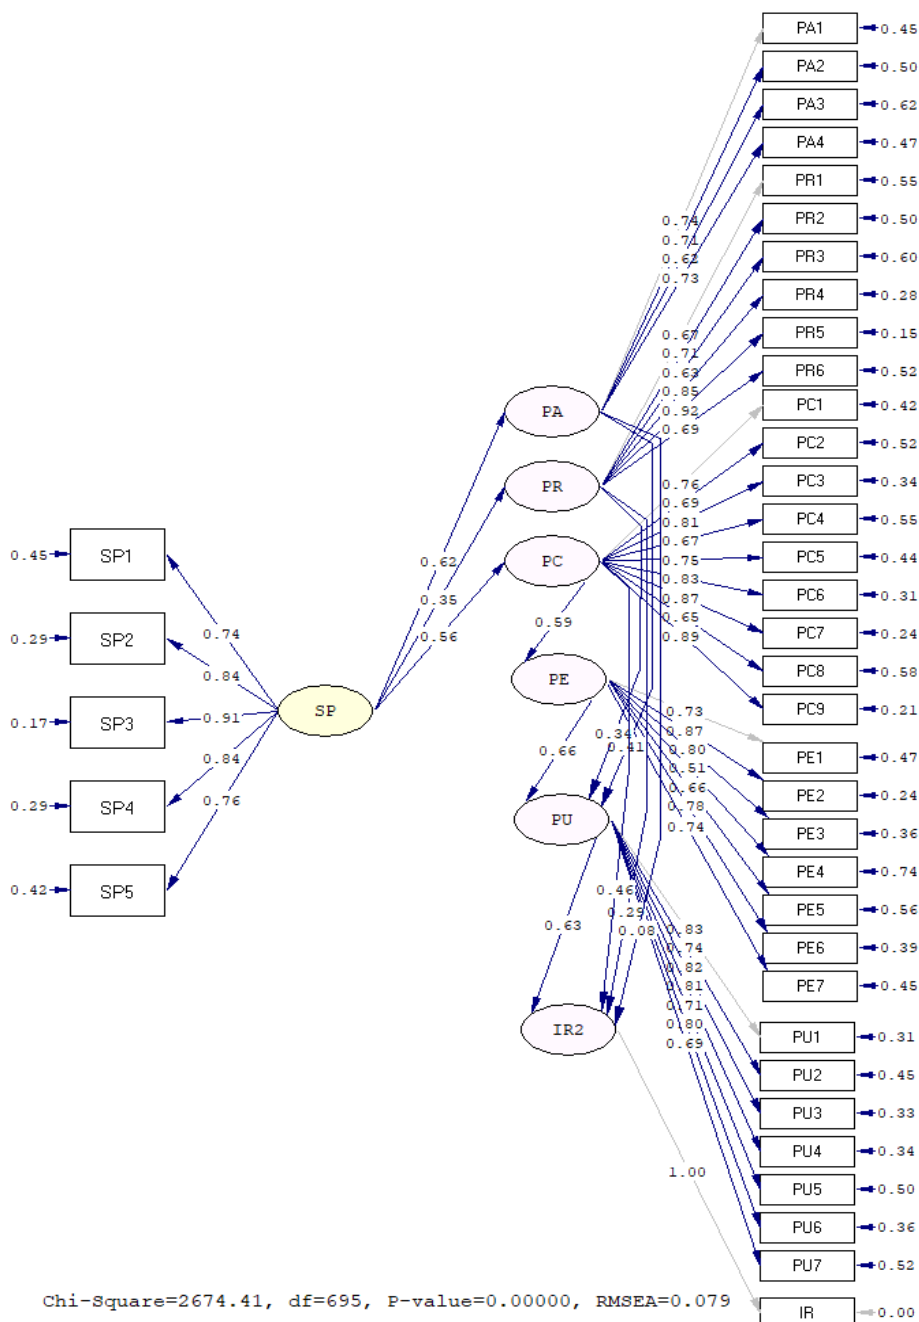 PA1 0.45
PA2 0.50
PA3 0.62
PA4 0.47
PR1 0.55
PR2 0.50
PR3 0.60
PR4 0.28
PR5 0.15
PR6 0.52
PC1 0.42
PC2 0.52
PC3 0.34
PC4 0.55
PC5 0.44
PC6 0.31
PC7 0.24
PC8 0.58
PC9 0.21
PE1 0.47
PE2 0.24
PE3 0.36
PE4 0.74
PE5 0.56
PE6 0.39
PE7 0.45
PU1 0.31
PU2 0.45
PU3 0.33
PU4 0.34
PU5 0.50
PU6 0.36
PU7 0.52
IR 0.00
0.74
0.71
0.62
0.73
0.67
0.71
0.63
0.85
0.92
0.69
0.76
0.69
0.81
0.67
0.75
0.83
0.87
0.65
0.89
0.73
0.87
0.80
0.51
0.66
0.78
0.74
0.83
0.74
0.82
0.81
0.71
0.80
0.69
1.00
PA
PR
PC
PE
PU
IR2
0.62
0.35
0.56
0.59
0.66
0.34
0.41
0.63
0.46
0.29
0.08
SP
0.74
0.84
0.91
0.84
0.76
0.45 SP1
0.29 SP2
0.17 SP3
0.29 SP4
0.42 SP5
Chi-Square=2674.41, df=695, P-value=0.00000, RMSEA=0.079